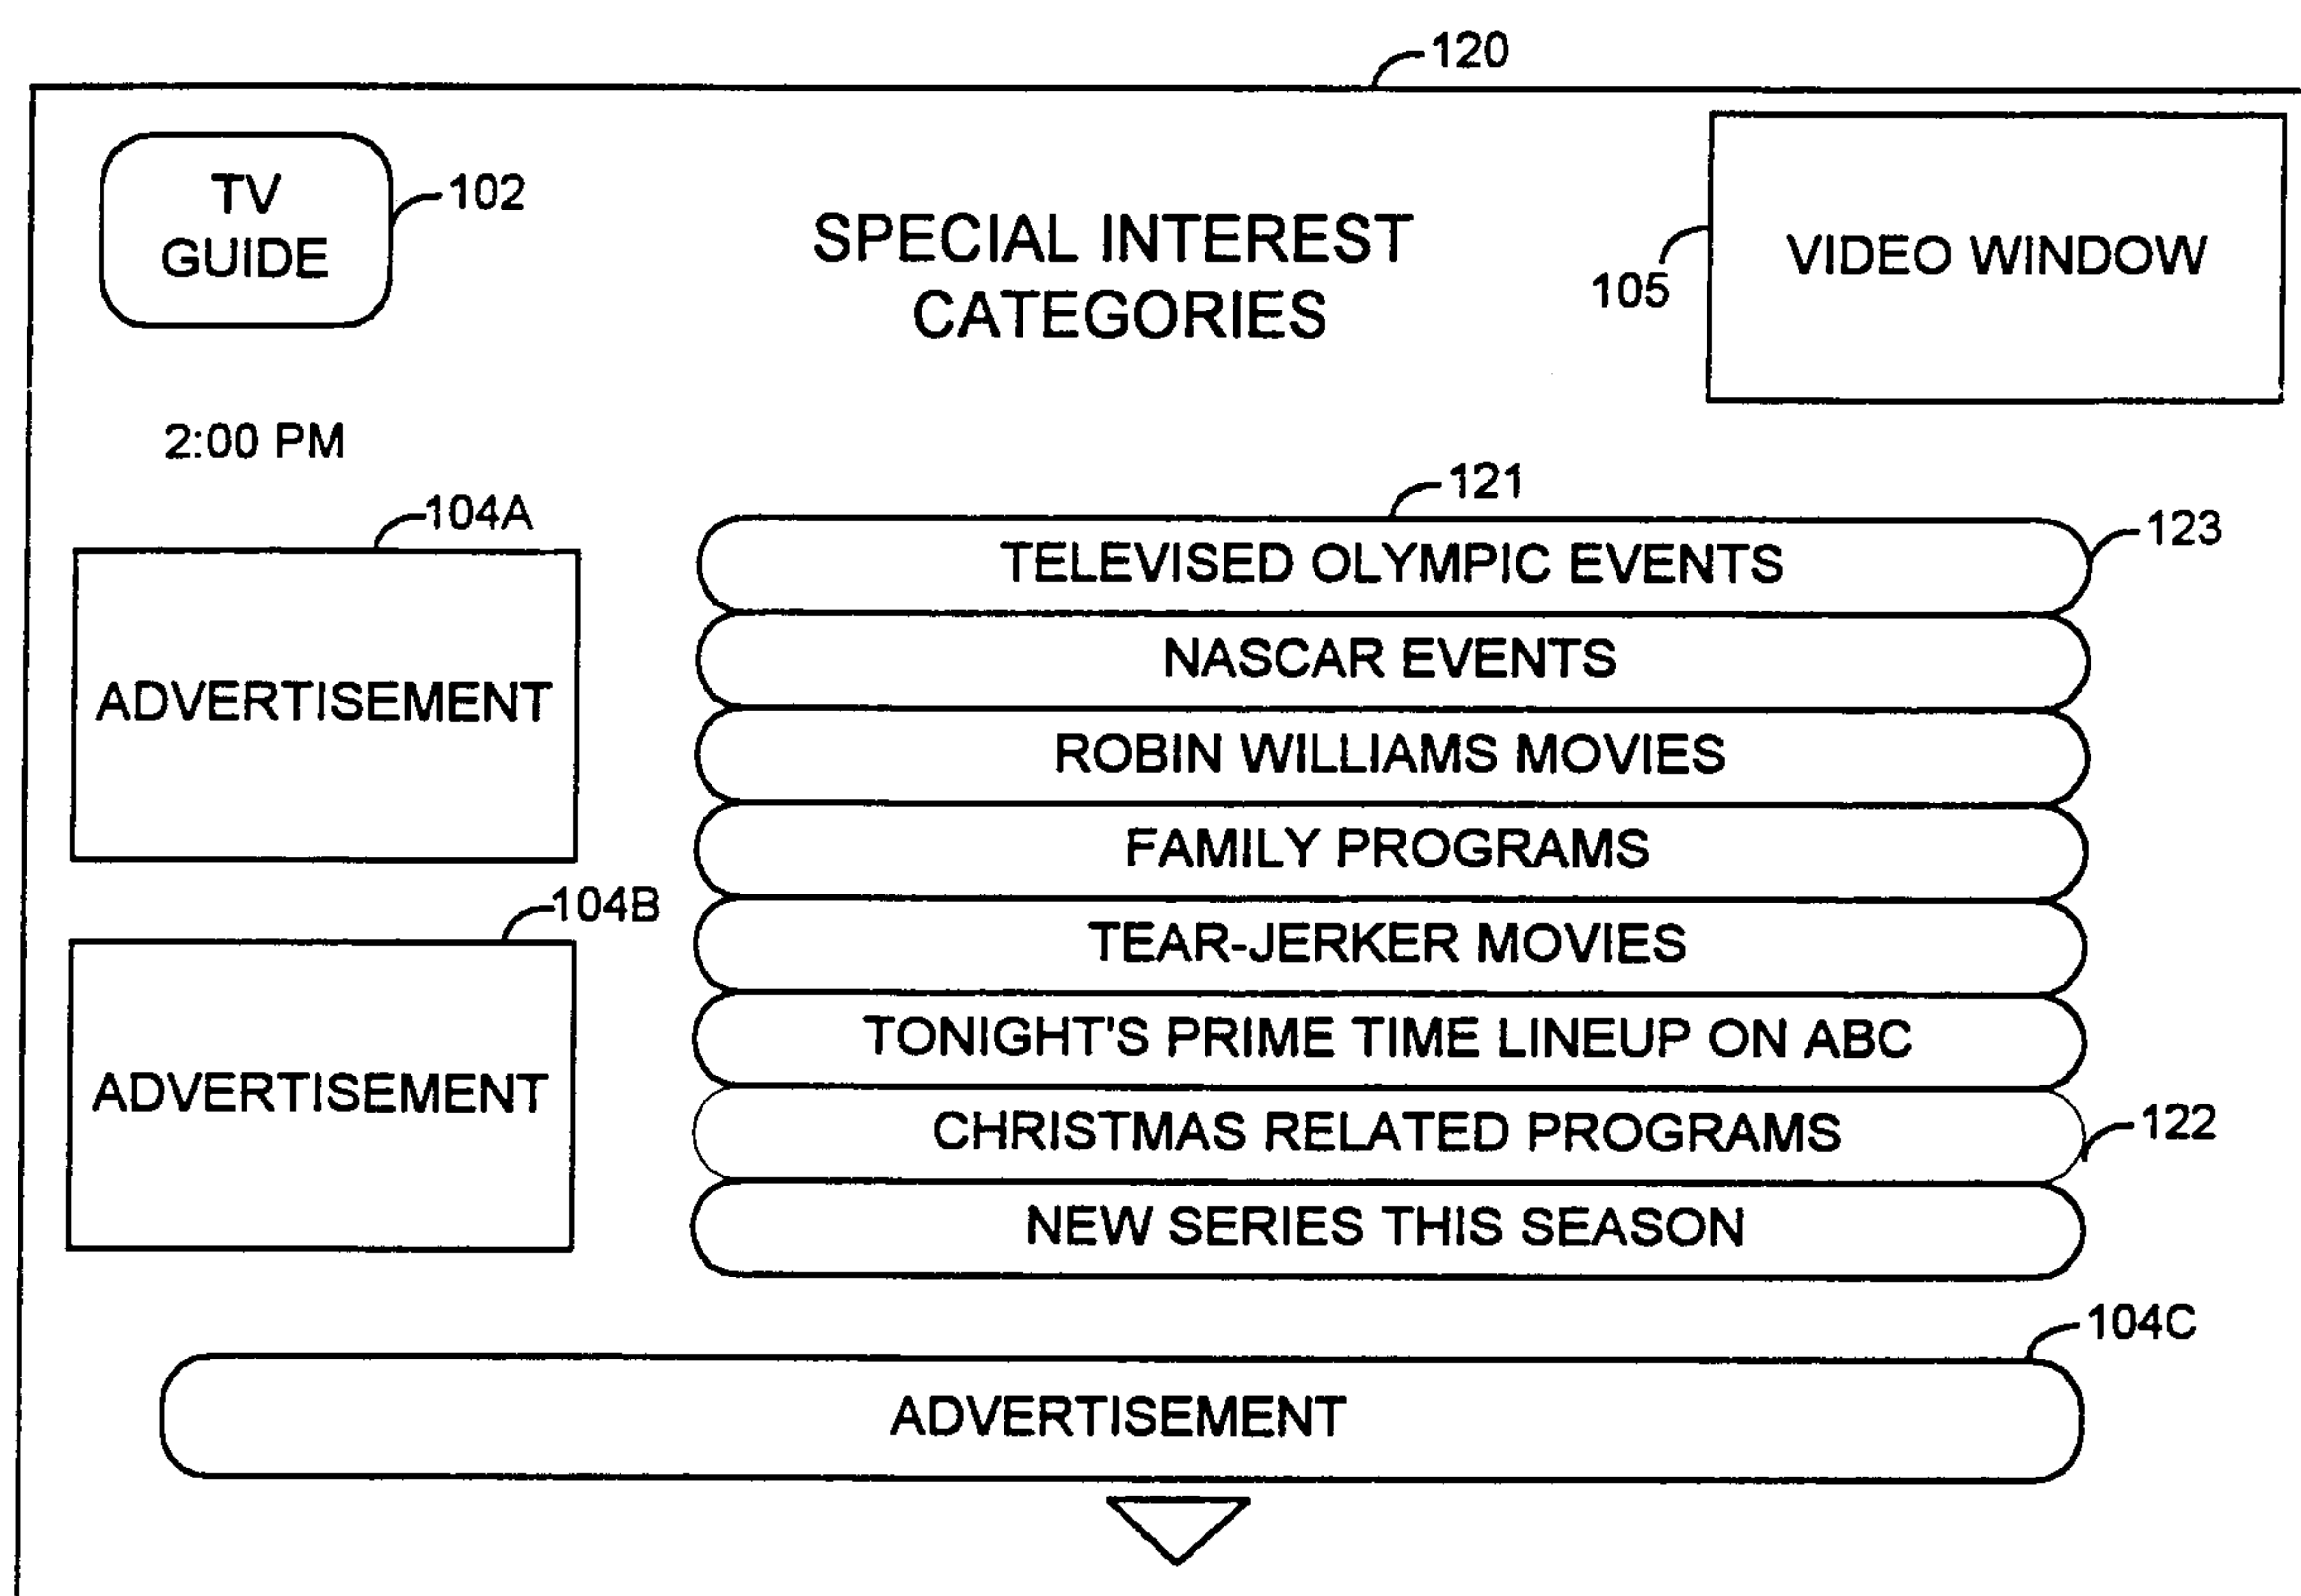 120
TV
GUIDE
102
SPECIAL INTEREST
CATEGORIES
105
VIDEO WINDOW
2:00 PM
104A
ADVERTISEMENT
104B
ADVERTISEMENT
121
123
TELEVISED OLYMPIC EVENTS
NASCAR EVENTS
ROBIN WILLIAMS MOVIES
FAMILY PROGRAMS
TEAR-JERKER MOVIES
TONIGHT'S PRIME TIME LINEUP ON ABC
CHRISTMAS RELATED PROGRAMS
122
NEW SERIES THIS SEASON
104C
ADVERTISEMENT